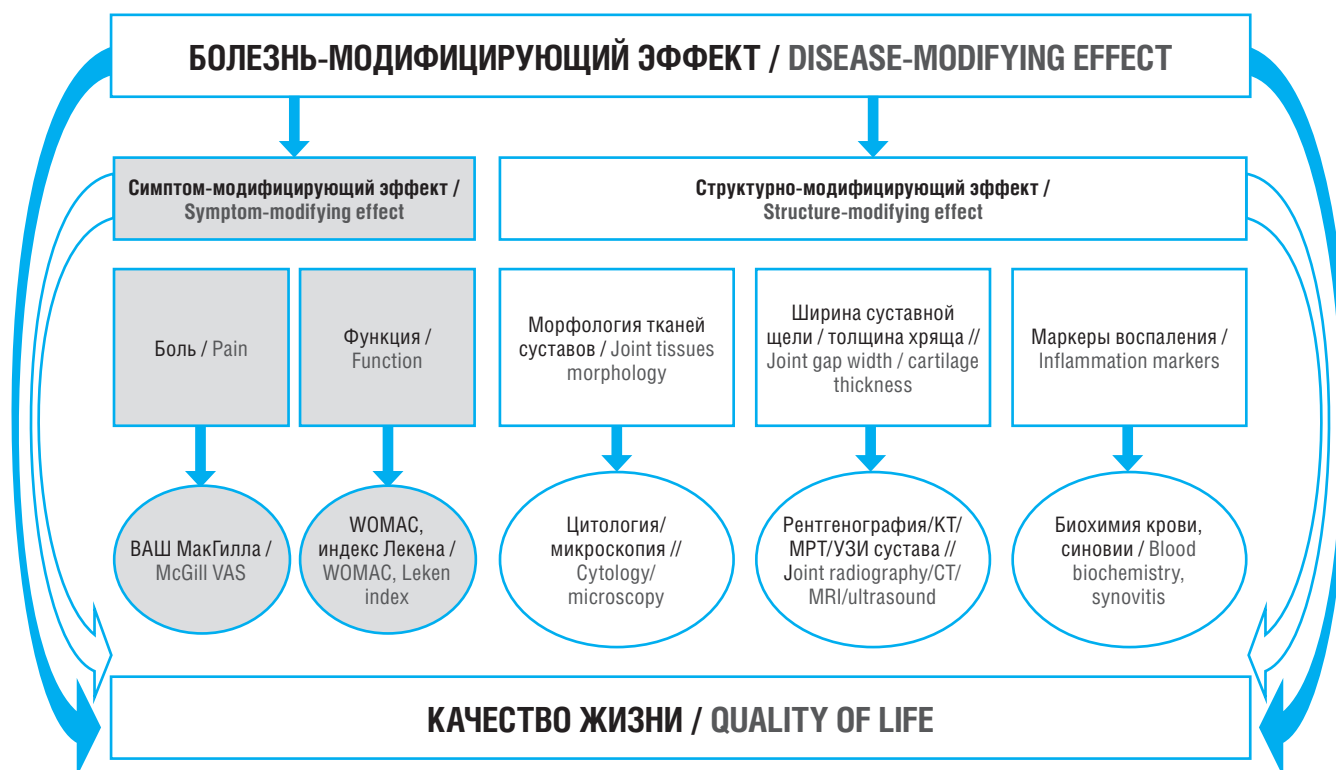 БОЛЕЗНЬ-МОДИФИЦИРУЮЩИЙ ЭФФЕКТ / DISEASE-MODIFYING EFFECT
Симптом-модифицирующий эффект /
Symptom-modifying effect
Структурно-модифицирующий эффект /
Structure-modifying effect
Боль / Pain
Функция /
Function
Морфология тканей
суставов / Joint tissues
morphology
Ширина суставной
щели / толщина хряща //
Joint gap width / cartilage
thickness
Маркеры воспаления /
Inflammation markers
ВАШ МакГилла /
McGill VAS
WOMAC,
индекс Лекена /
WOMAC, Leken
index
Цитология/
микроскопия //
Cytology/
microscopy
Рентгенография/КТ/
МРТ/УЗИ сустава //
Joint radiography/CT/
MRI/ultrasound
Биохимия крови,
синовии / Blood
biochemistry,
synovitis
КАЧЕСТВО ЖИЗНИ / QUALITY OF LIFE